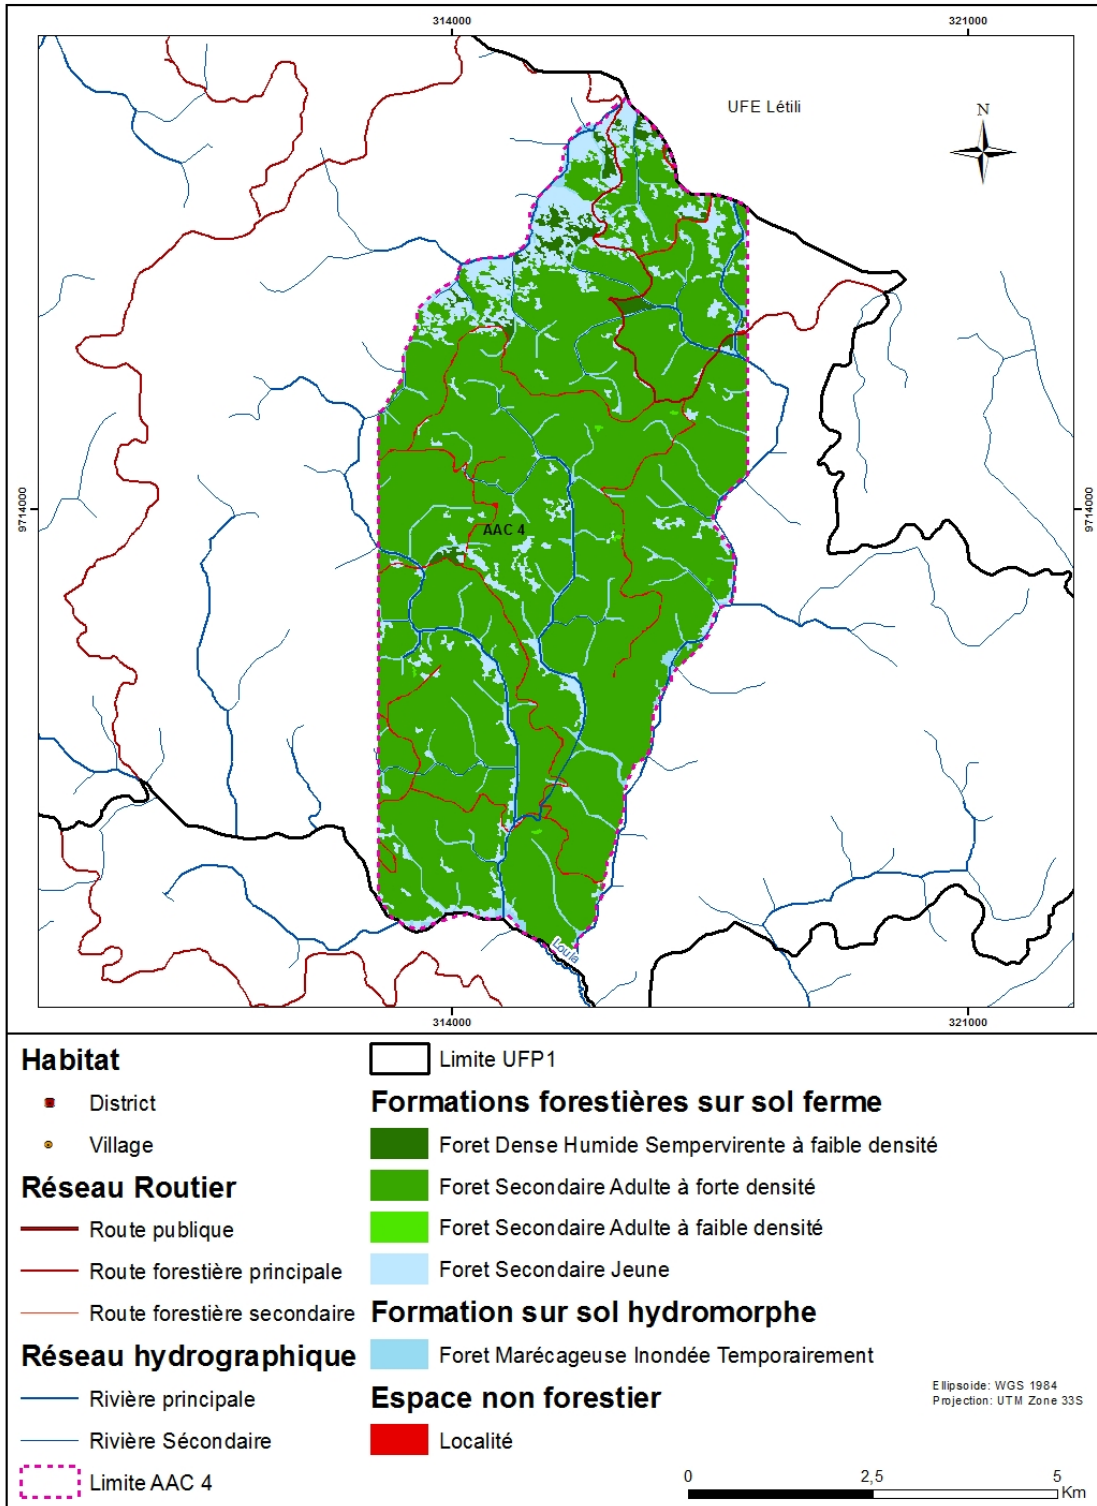 314000
321000
UFE Létili
N
9714000
9714000
AAC 4
Louia
314000
321000
Habitat
District
Village
Réseau Routier
Route publique
Route forestière principale
Route forestière secondaire
Réseau hydrographique
Rivière principale
Rivière Sécondaire
Limite AAC 4
Limite UFP1
Formations forestières sur sol ferme
Foret Dense Humide Sempervirente à faible densité
Foret Secondaire Adulte à forte densité
Foret Secondaire Adulte à faible densité
Foret Secondaire Jeune
Formation sur sol hydromorphe
Foret Marécageuse Inondée Temporairement
Espace non forestier
Localité
Ellipsoide: WGS 1984
Projection: UTM Zone 33S
0 2,5 5
Km